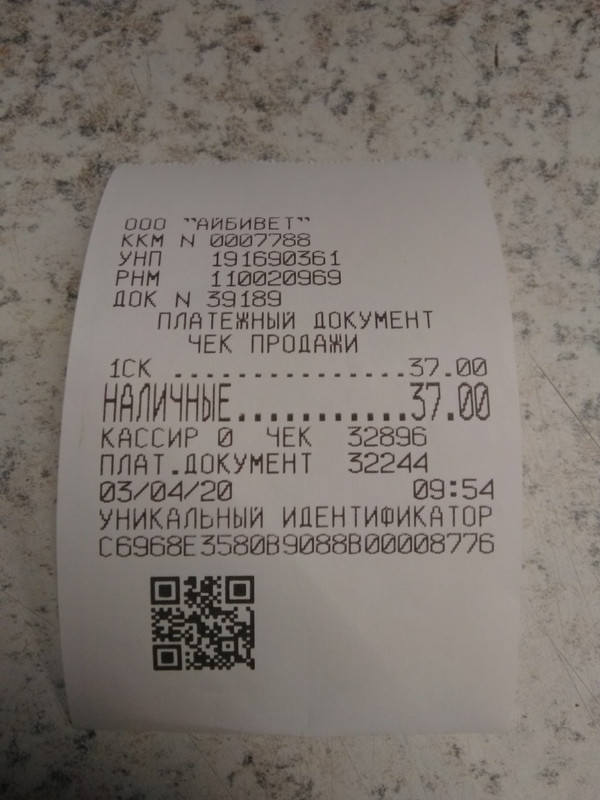 ООО "АЙБИВЕТ"
ККМ N 0007788
УНП 191690361
РНМ 110020969
ДОК N 39189
ПЛАТЕЖНЫЙ ДОКУМЕНТ
ЧЕК ПРОДАЖИ
1СК ................37.00
НАЛИЧНЫЕ...........37.00
КАССИР 0 ЧЕК 32896
ПЛАТ.ДОКУМЕНТ 32244
03/04/20 09:54
УНИКАЛЬНЫЙ ИДЕНТИФИКАТОР
C6968E3580B9088B00008776